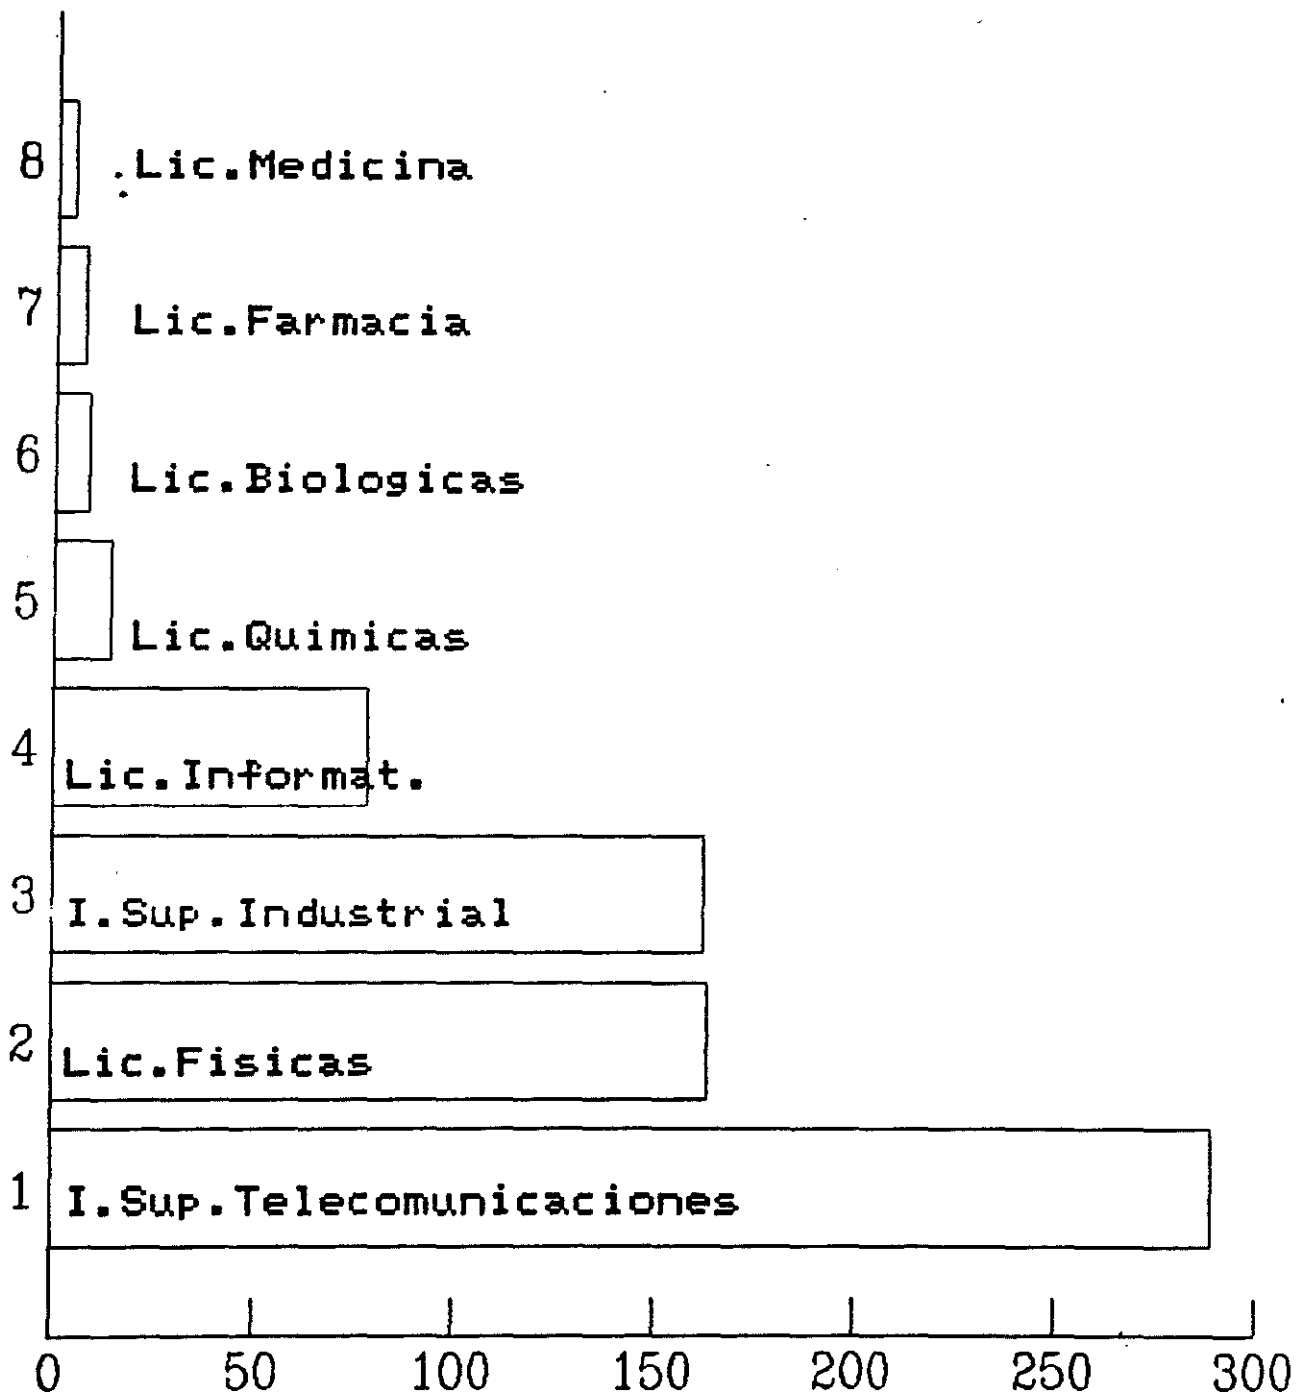 8 .Lic.Medicina
7 Lic.Farmacia
6 Lic.Biologicas
5 Lic.Quimicas
4 Lic.Informat.
3 I.Sup.Industrial
2 Lic.Fisicas
1 I.Sup.Telecomunicaciones
0 50 100 150 200 250 300